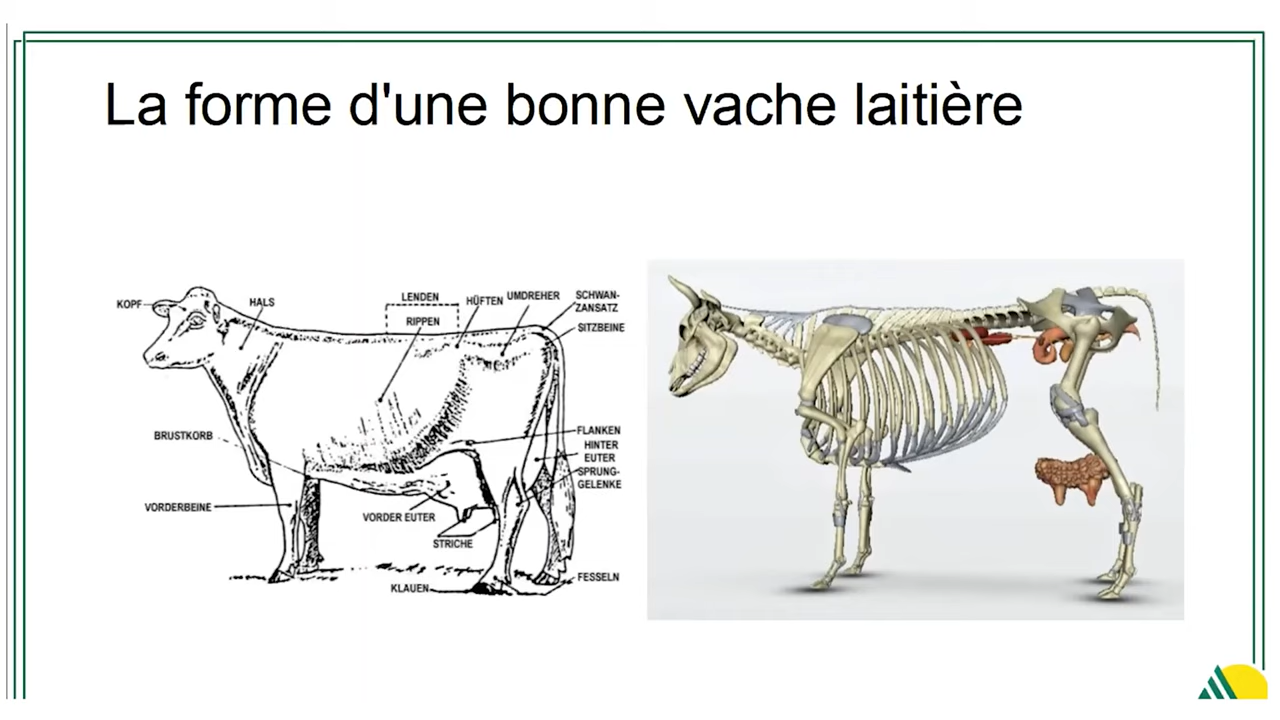 La forme d'une bonne vache laitière
KOPF
HALS
LENDEN
RIPPEN
HÜFTEN
UMDREHER
SCHWAN-
ZANSATZ
SITZBEINE
BRUSTKORB
FLANKEN
HINTER
EUTER
SPRUNG-
GELENKE
VORDERBEINE
VORDER EUTER
STRICHE
KLAUEN
FESSELN